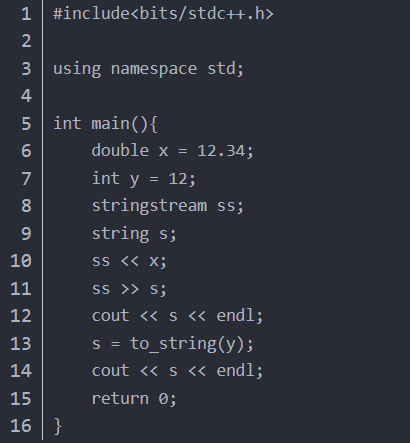 1 #include<bits/stdc++.h>
2
3 using namespace std;
4
5 int main(){
6     double x = 12.34;
7     int y = 12;
8     stringstream ss;
9     string s;
10     ss << x;
11     ss >> s;
12     cout << s << endl;
13     s = to_string(y);
14     cout << s << endl;
15     return 0;
16 }